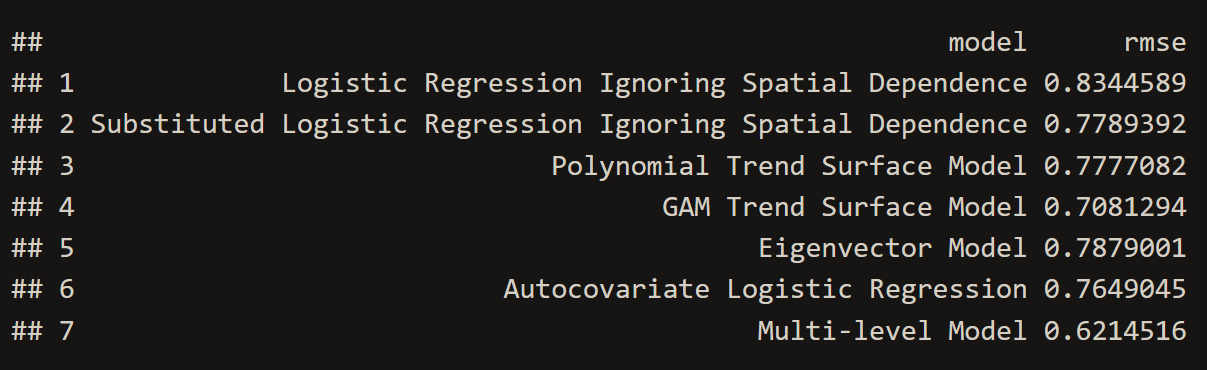 ##                                                          model      rmse
## 1             Logistic Regression Ignoring Spatial Dependence 0.8344589
## 2 Substituted Logistic Regression Ignoring Spatial Dependence 0.7789392
## 3                              Polynomial Trend Surface Model 0.7777082
## 4                                     GAM Trend Surface Model 0.7081294
## 5                                           Eigenvector Model 0.7879001
## 6                           Autocovariate Logistic Regression 0.7649045
## 7                                           Multi-level Model 0.6214516